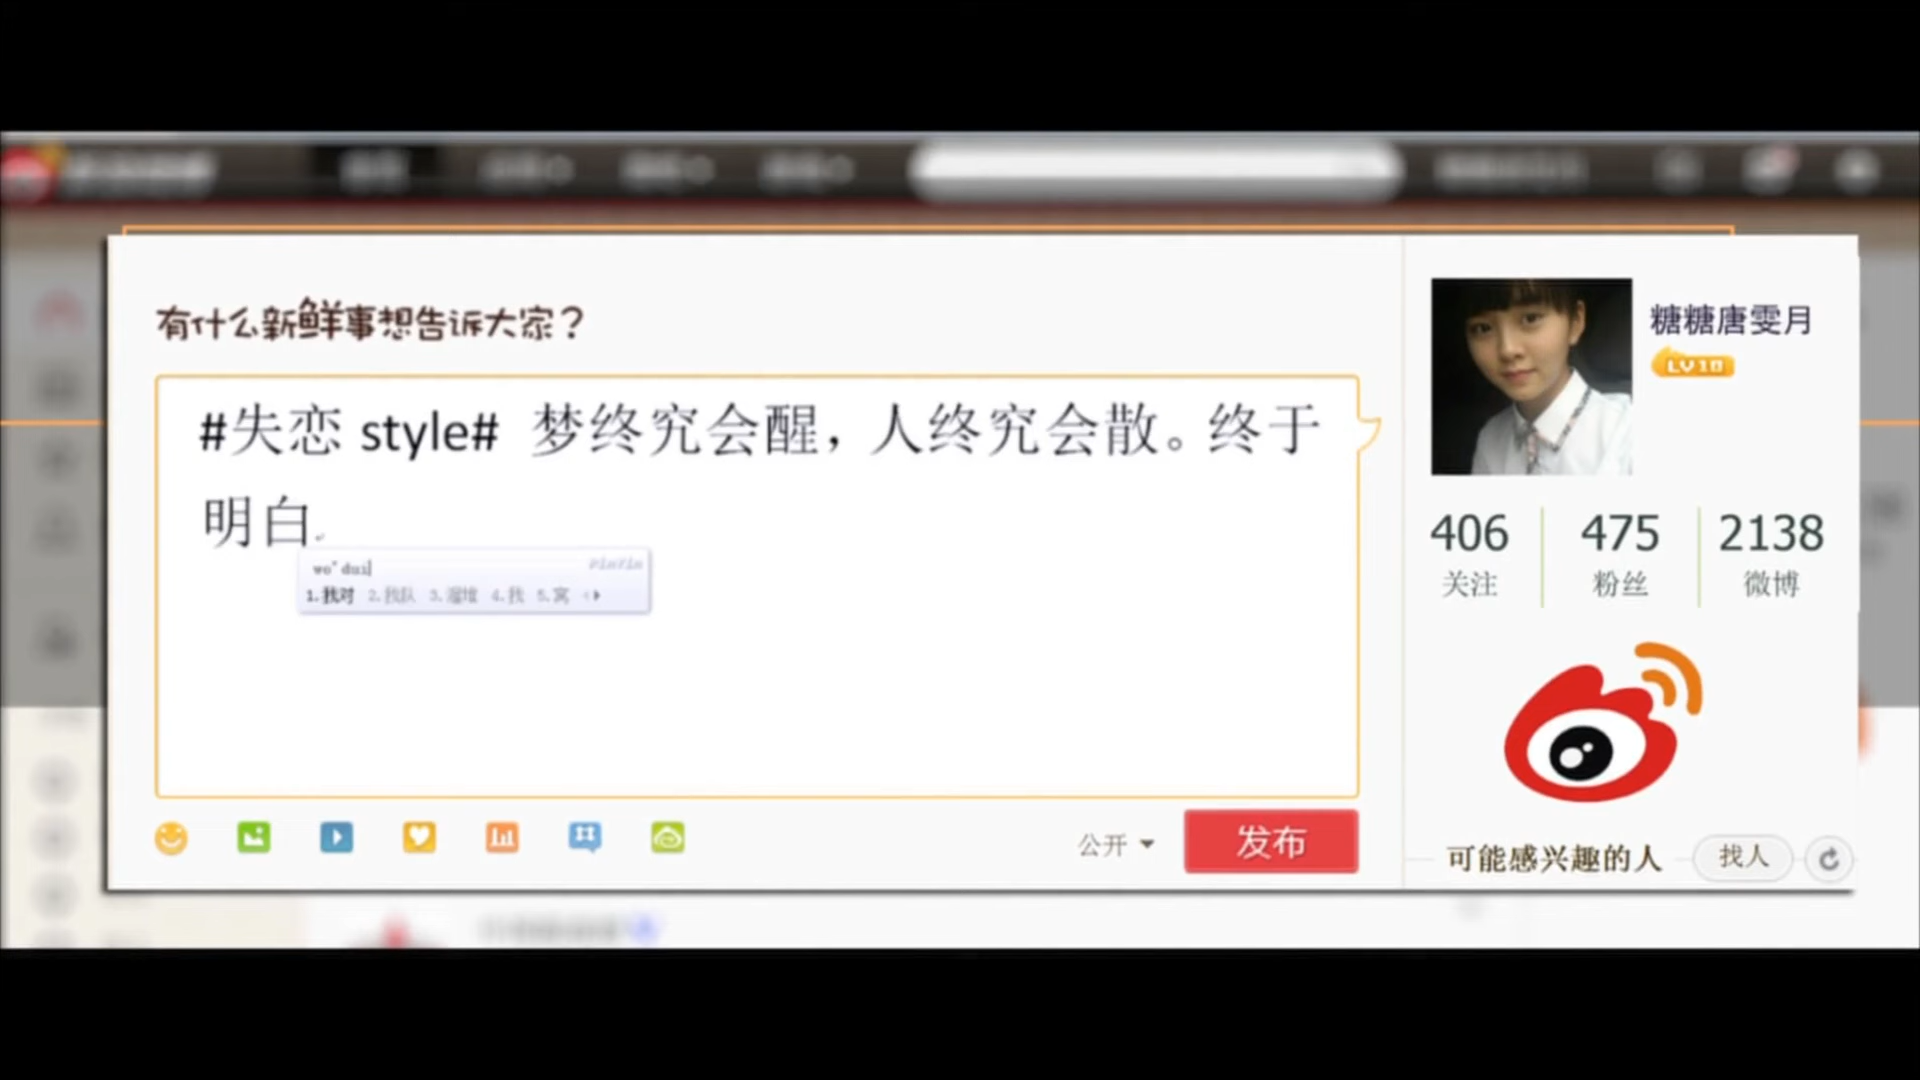 有什么新鲜事想告诉大家？
#失恋 style# 梦终究会醒，人终究会散。终于
明白
wo'dui
PinYin
1.我对 2.我队 3.渥堆 4.我 5.窝
公开
发布
糖糖唐雯月
LV10
406
关注
475
粉丝
2138
微博
可能感兴趣的人
找人